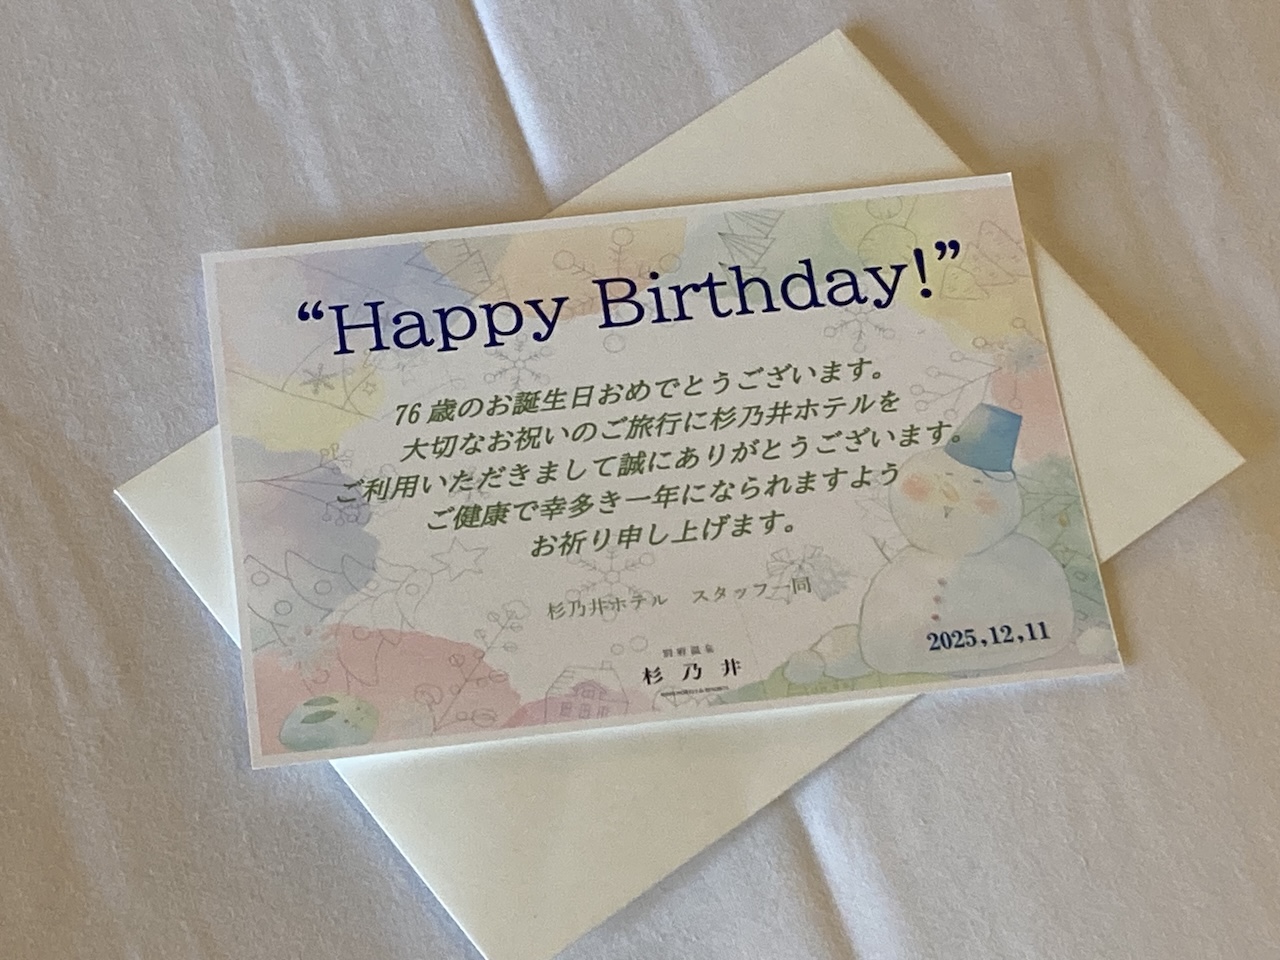 “Happy Birthday!”
76 歳のお誕生日おめでとうございます。
大切なお祝いのご旅行に杉乃井ホテルを
ご利用いただきまして誠にありがとうございます。
ご健康で幸多き一年になられますよう
お祈り申し上げます。
杉乃井ホテル　スタッフ一同
別府温泉
杉乃井
2025,12,11